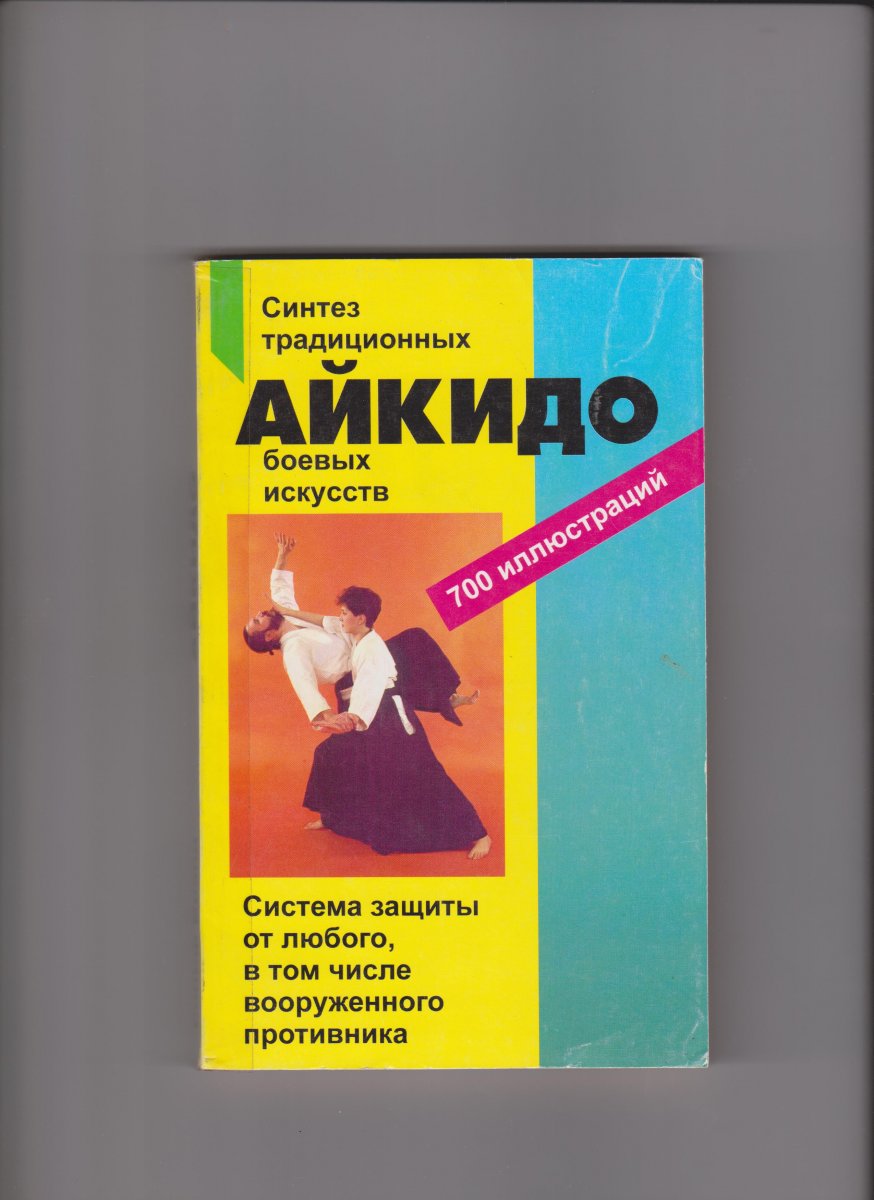 Синтез
традиционных
АЙКИДО
боевых
искусств
700 иллюстраций
Система защиты
от любого,
в том числе
вооруженного
противника